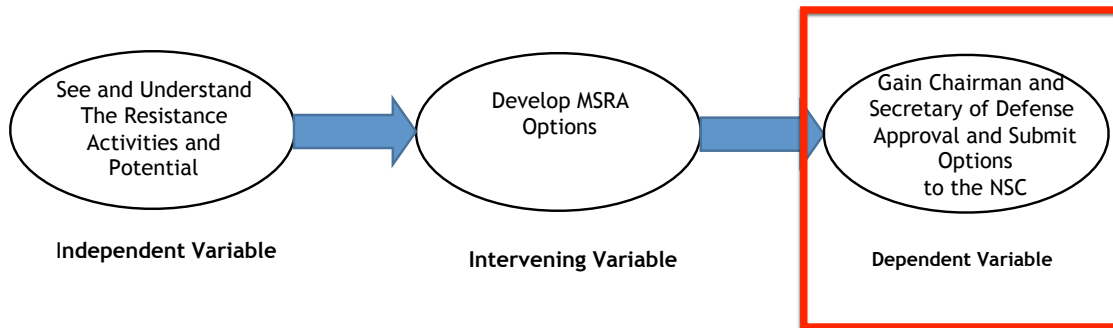 See and Understand
The Resistance
Activities and
Potential
Independent Variable
Develop MSRA
Options
Intervening Variable
Gain Chairman and
Secretary of Defense
Approval and Submit
Options
to the NSC
Dependent Variable